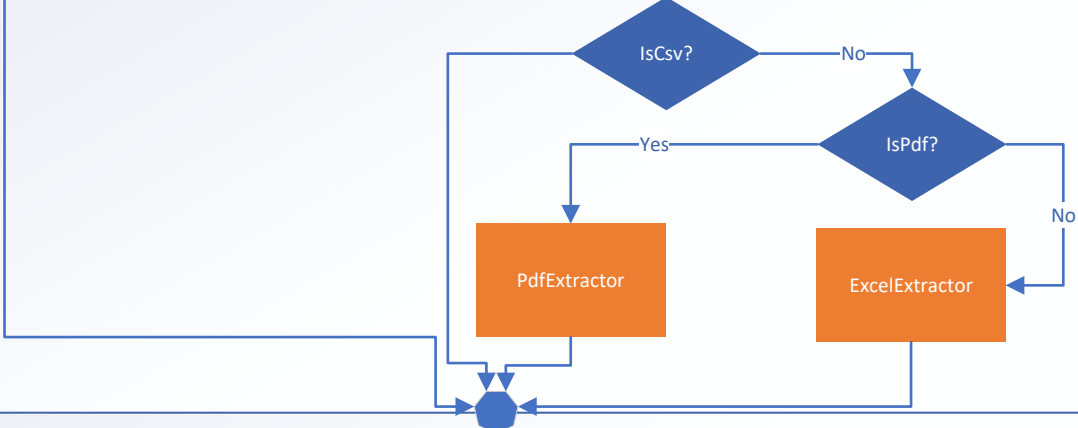 IsCsv?
No
IsPdf?
Yes
No
PdfExtractor
ExcelExtractor